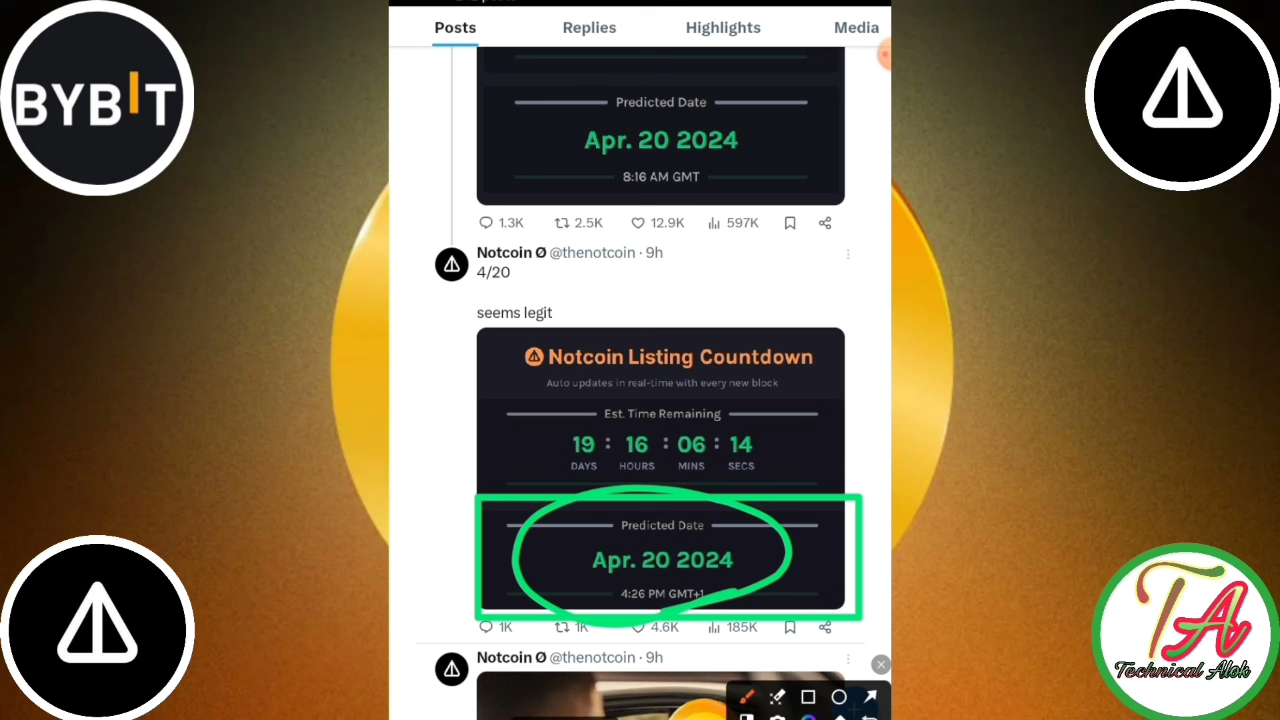 BYBIT
Posts Replies Highlights Media
Predicted Date
Apr. 20 2024
8:16 AM GMT
1.3K 2.5K 12.9K 597K
Notcoin Ø @thenotcoin · 9h
4/20
seems legit
Notcoin Listing Countdown
Auto updates in real-time with every new block
Est. Time Remaining
19 : 16 : 06 : 14
DAYS HOURS MINS SECS
Predicted Date
Apr. 20 2024
4:26 PM GMT+1
1K 1K 4.6K 185K
Notcoin Ø @thenotcoin · 9h
TA
Technical Alok